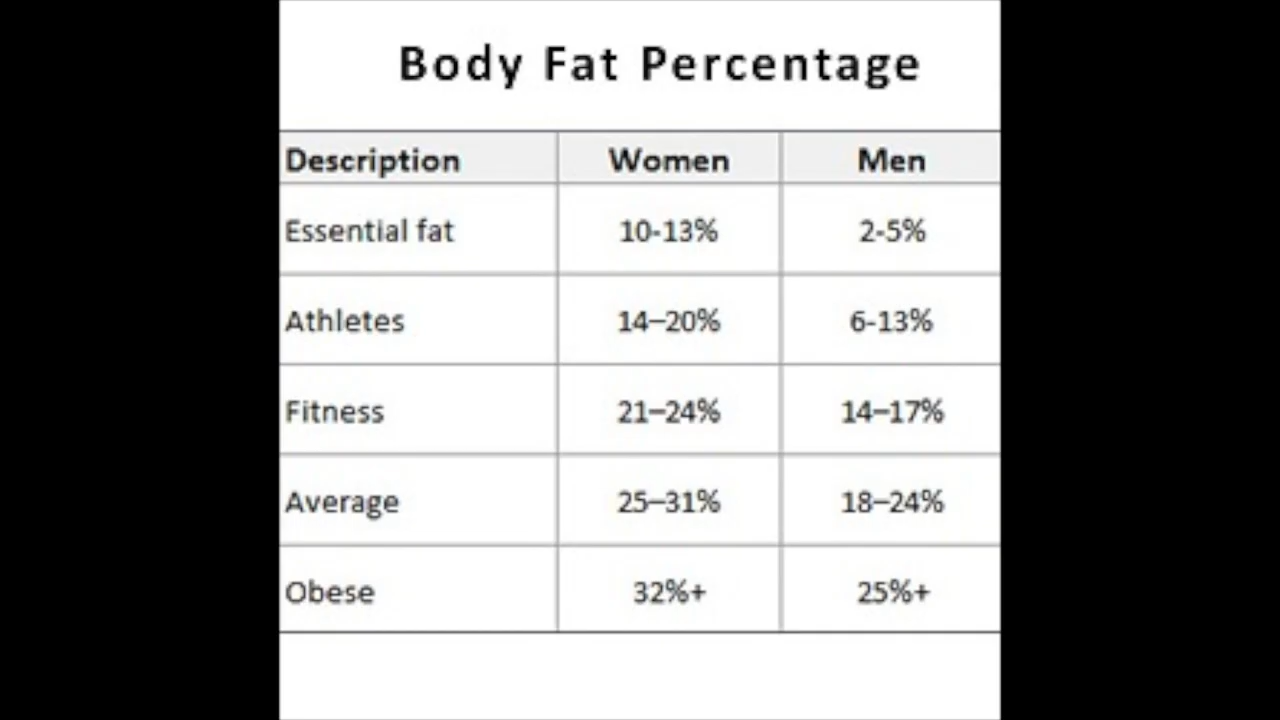 Body Fat Percentage
Description Women Men
Essential fat 10-13% 2-5%
Athletes 14–20% 6-13%
Fitness 21–24% 14–17%
Average 25–31% 18–24%
Obese 32%+ 25%+